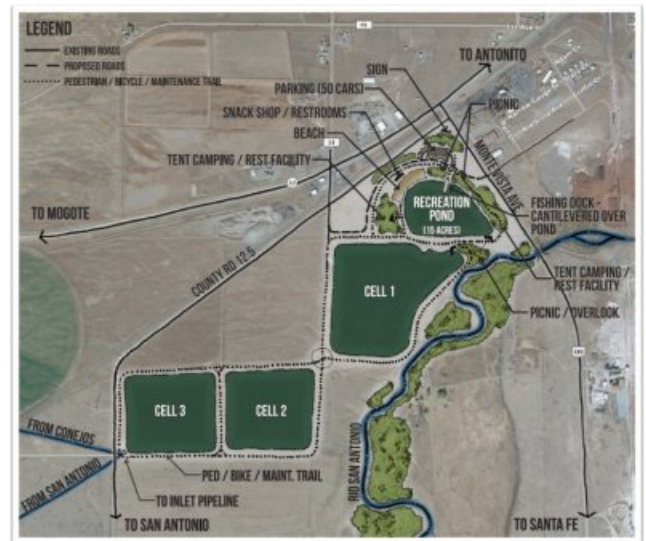 LEGEND
EXISTING ROADS
PROPOSED ROADS
PEDESTRIAN / BICYCLE / MAINTENANCE TRAIL
TO ANTONITO
SIGN
PARKING (50 CARS)
PICNIC
SNACK SHOP / RESTROOMS
BEACH
MONTE VISTA AVE
TENT CAMPING / REST FACILITY
RECREATION
POND
(15 ACRES)
FISHING DOCK -
CANTILEVERED OVER
POND
TO MOGOTE
COUNTY RD 12.5
TENT CAMPING /
REST FACILITY
CELL 1
PICNIC / OVERLOOK
CELL 3
CELL 2
FROM CONEJOS
FROM SAN ANTONIO
PED / BIKE / MAINT. TRAIL
RIO SAN ANTONIO
TO INLET PIPELINE
TO SAN ANTONIO
TO SANTA FE